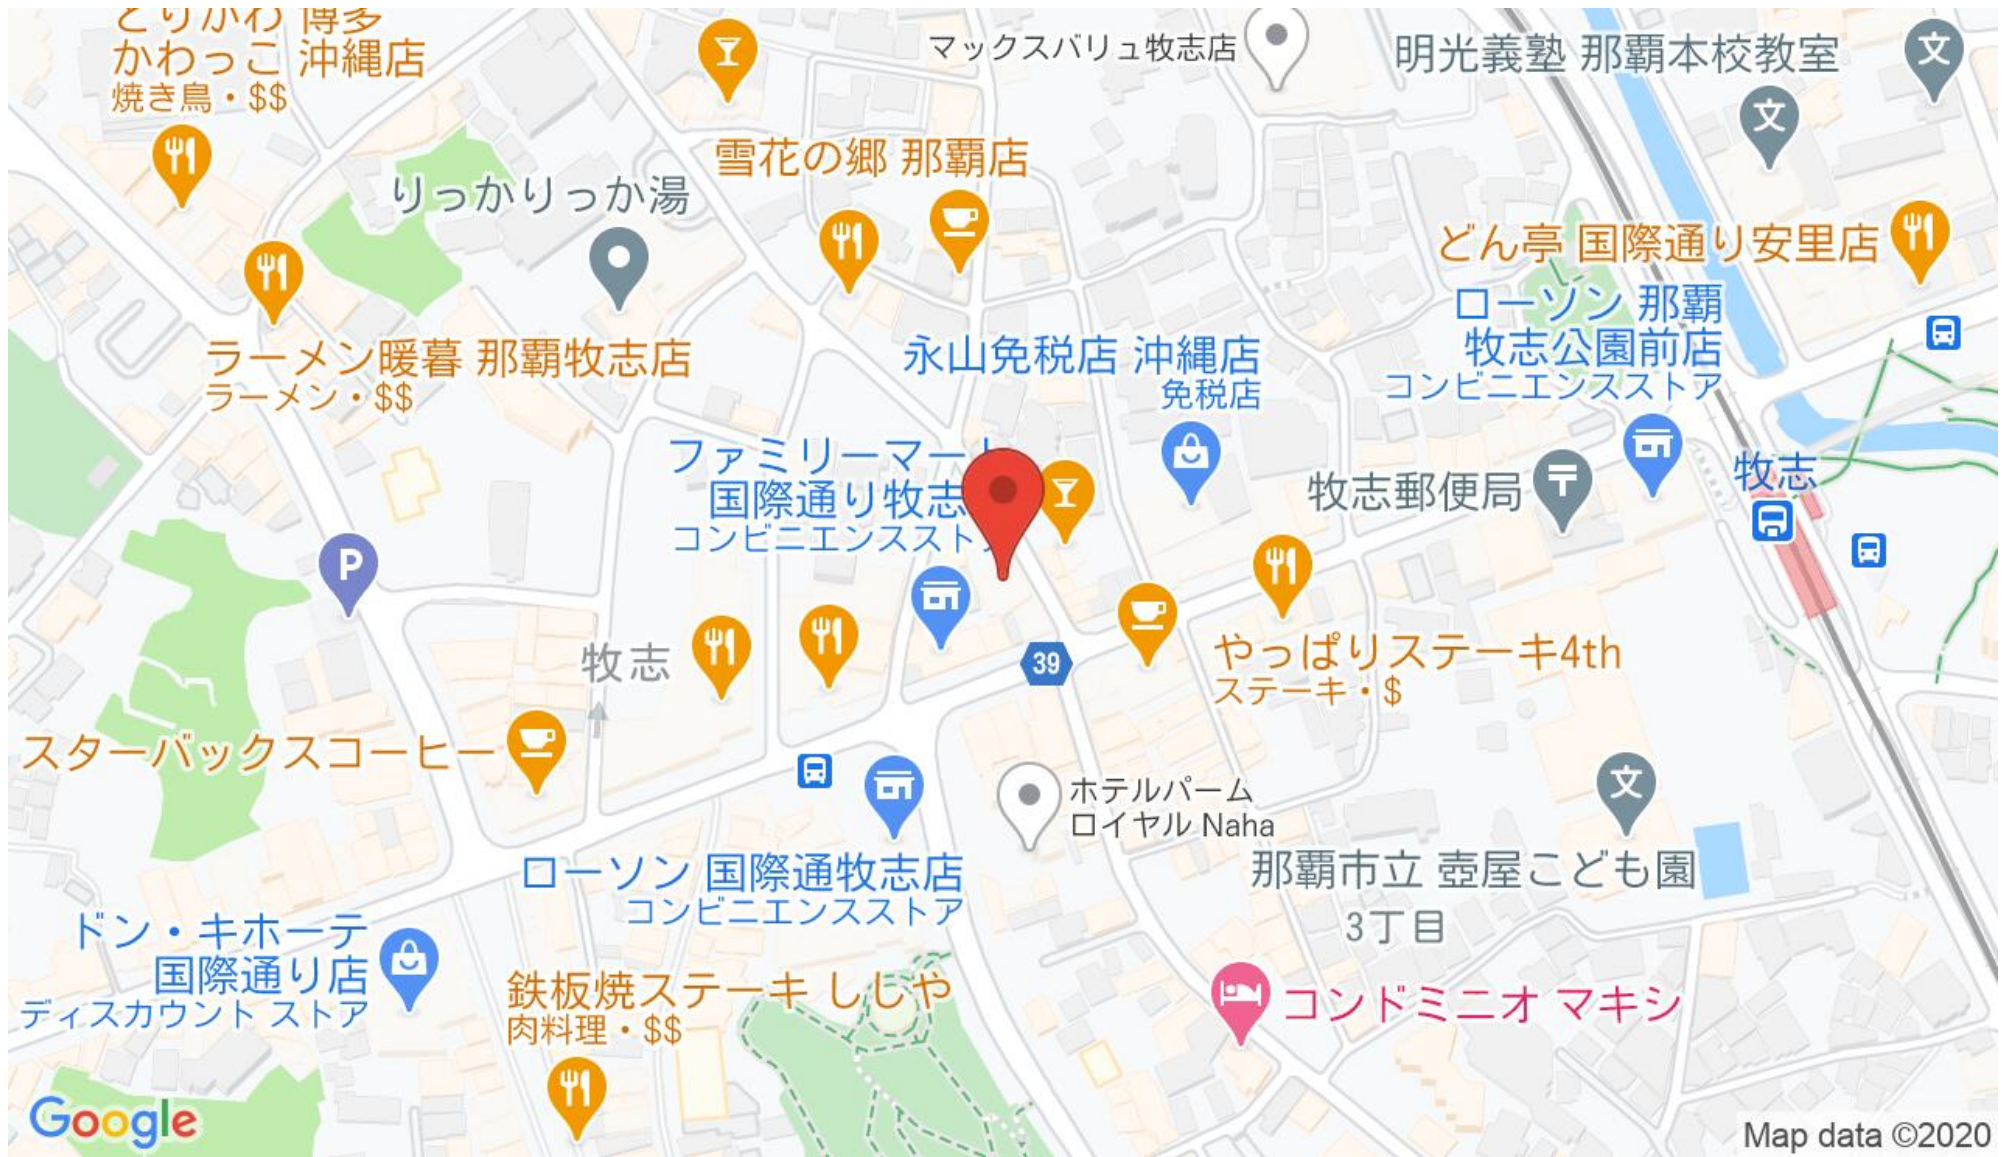 とりかわ 博多
かわっこ 沖縄店
焼き鳥・$$
マックスバリュ牧志店
明光義塾 那覇本校教室
文
文
雪花の郷 那覇店
りっかりっか湯
どん亭 国際通り安里店
ローソン 那覇
牧志公園前店
コンビニエンスストア
ラーメン暖暮 那覇牧志店
ラーメン・$$
永山免税店 沖縄店
免税店
ファミリーマート
国際通り牧志
コンビニエンスストア
牧志郵便局
〒
牧志
P
牧志
39
やっぱりステーキ4th
ステーキ・$
スターバックスコーヒー
ホテルパーム
ロイヤル Naha
文
ローソン 国際通牧志店
コンビニエンスストア
那覇市立 壺屋こども園
3丁目
ドン・キホーテ
国際通り店
ディスカウント ストア
鉄板焼ステーキ ししや
肉料理・$$
コンドミニオ マキシ
Google
Map data ©2020